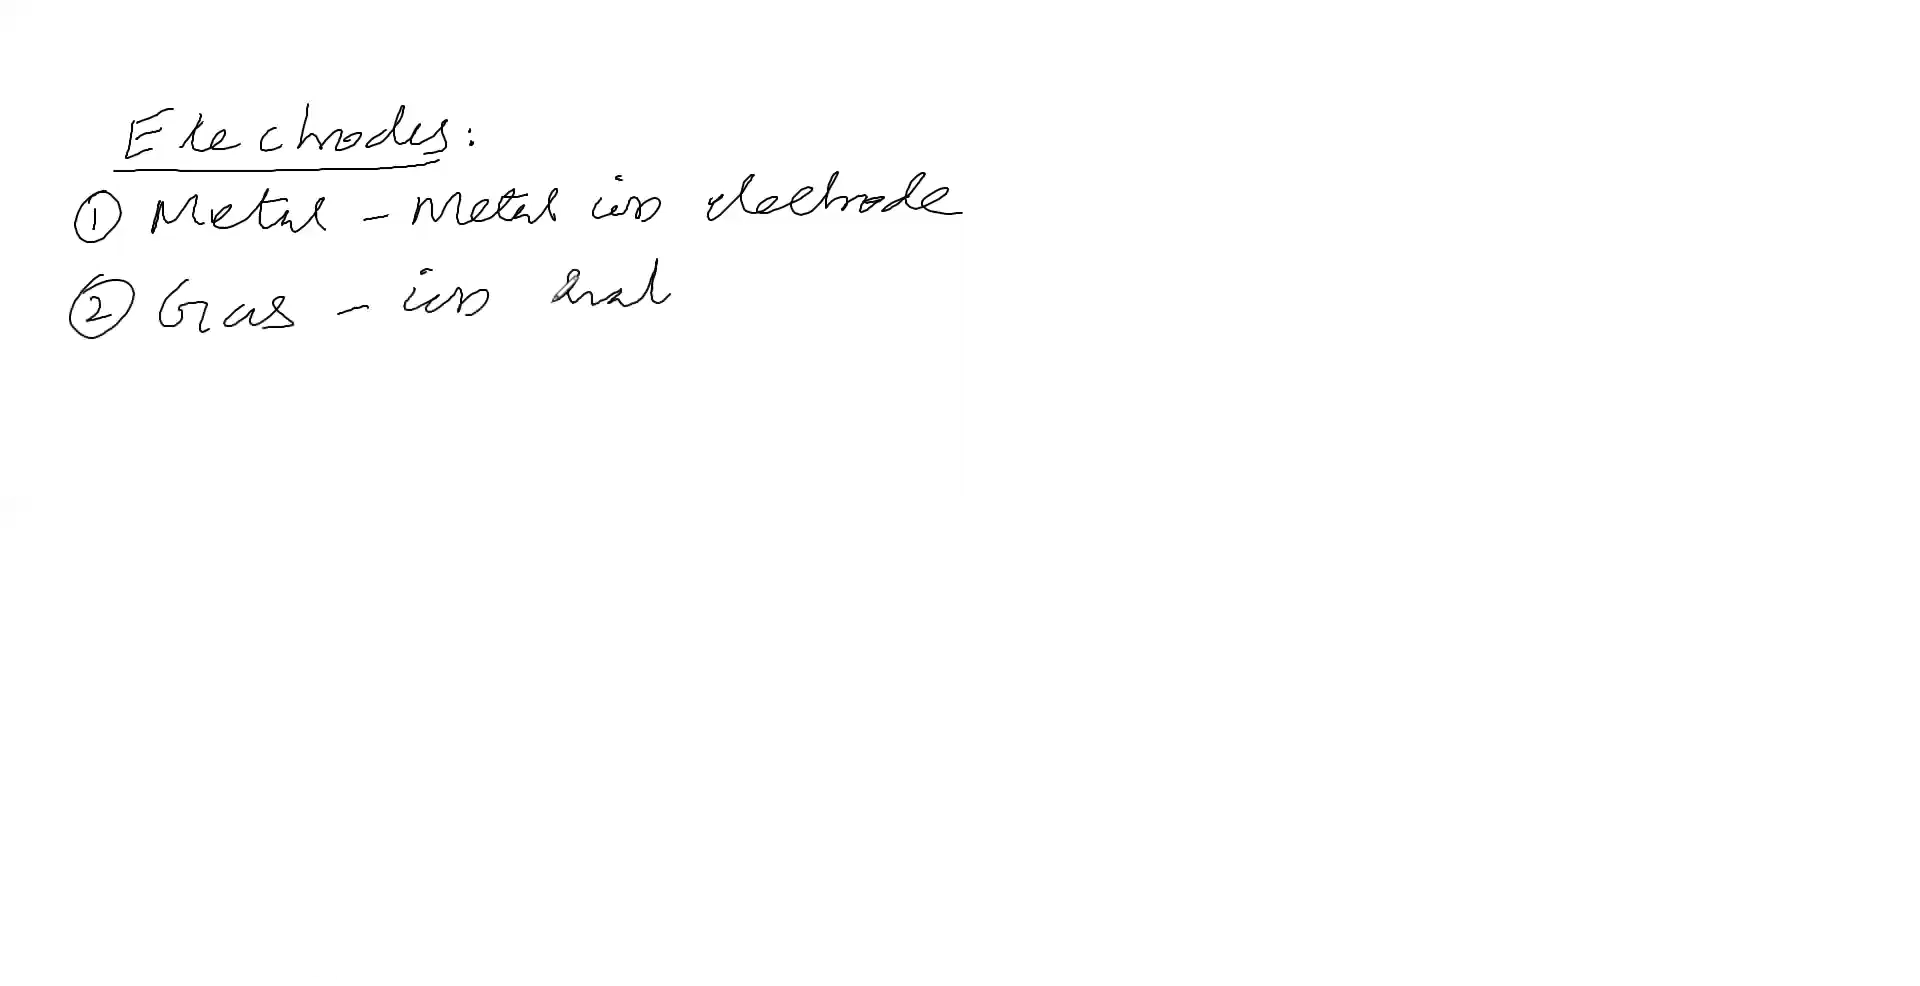 Electrodes:
① Metal - Metal ion electrode
② Gas - ion